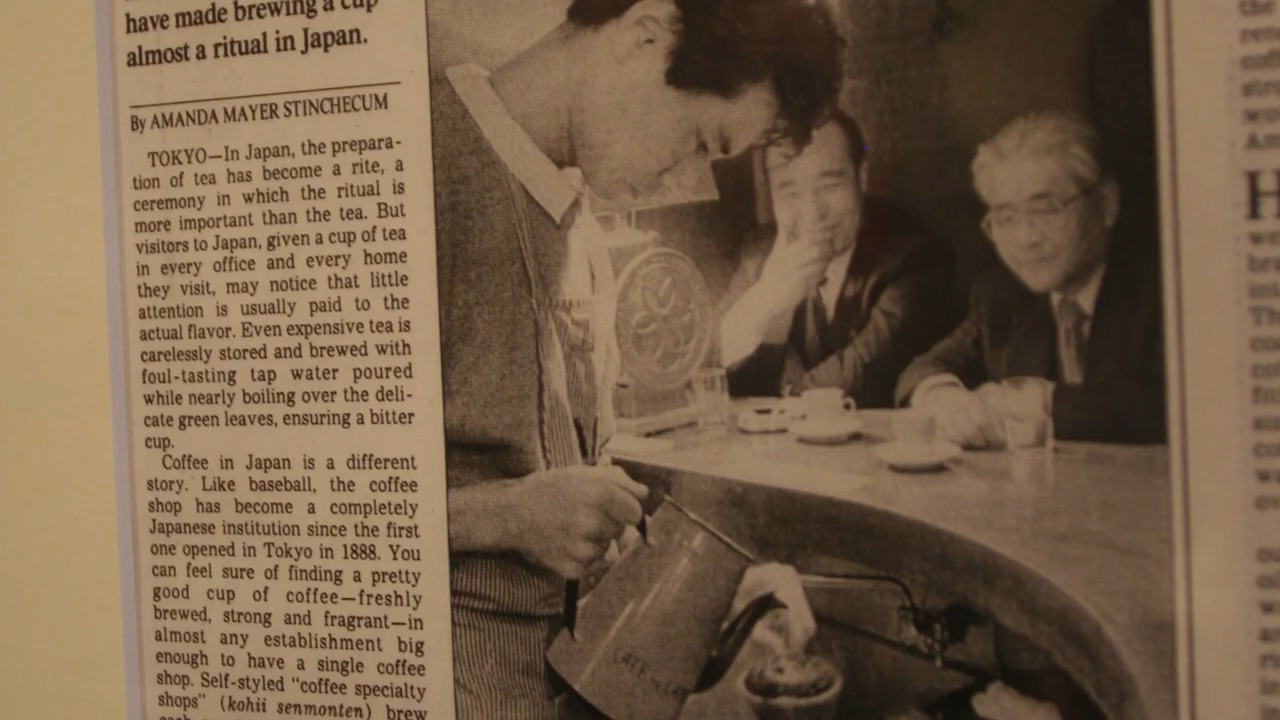 have made brewing a cup
almost a ritual in Japan.
By AMANDA MAYER STINCHECUM
TOKYO—In Japan, the prepara-
tion of tea has become a rite, a
ceremony in which the ritual is
more important than the tea. But
visitors to Japan, given a cup of tea
in every office and every home
they visit, may notice that little
attention is usually paid to the
actual flavor. Even expensive tea is
carelessly stored and brewed with
foul-tasting tap water poured
while nearly boiling over the deli-
cate green leaves, ensuring a bitter
cup.
Coffee in Japan is a different
story. Like baseball, the coffee
shop has become a completely
Japanese institution since the first
one opened in Tokyo in 1888. You
can feel sure of finding a pretty
good cup of coffee—freshly
brewed, strong and fragrant—in
almost any establishment big
enough to have a single coffee
shop. Self-styled "coffee specialty
shops" (kohii senmonten) brew